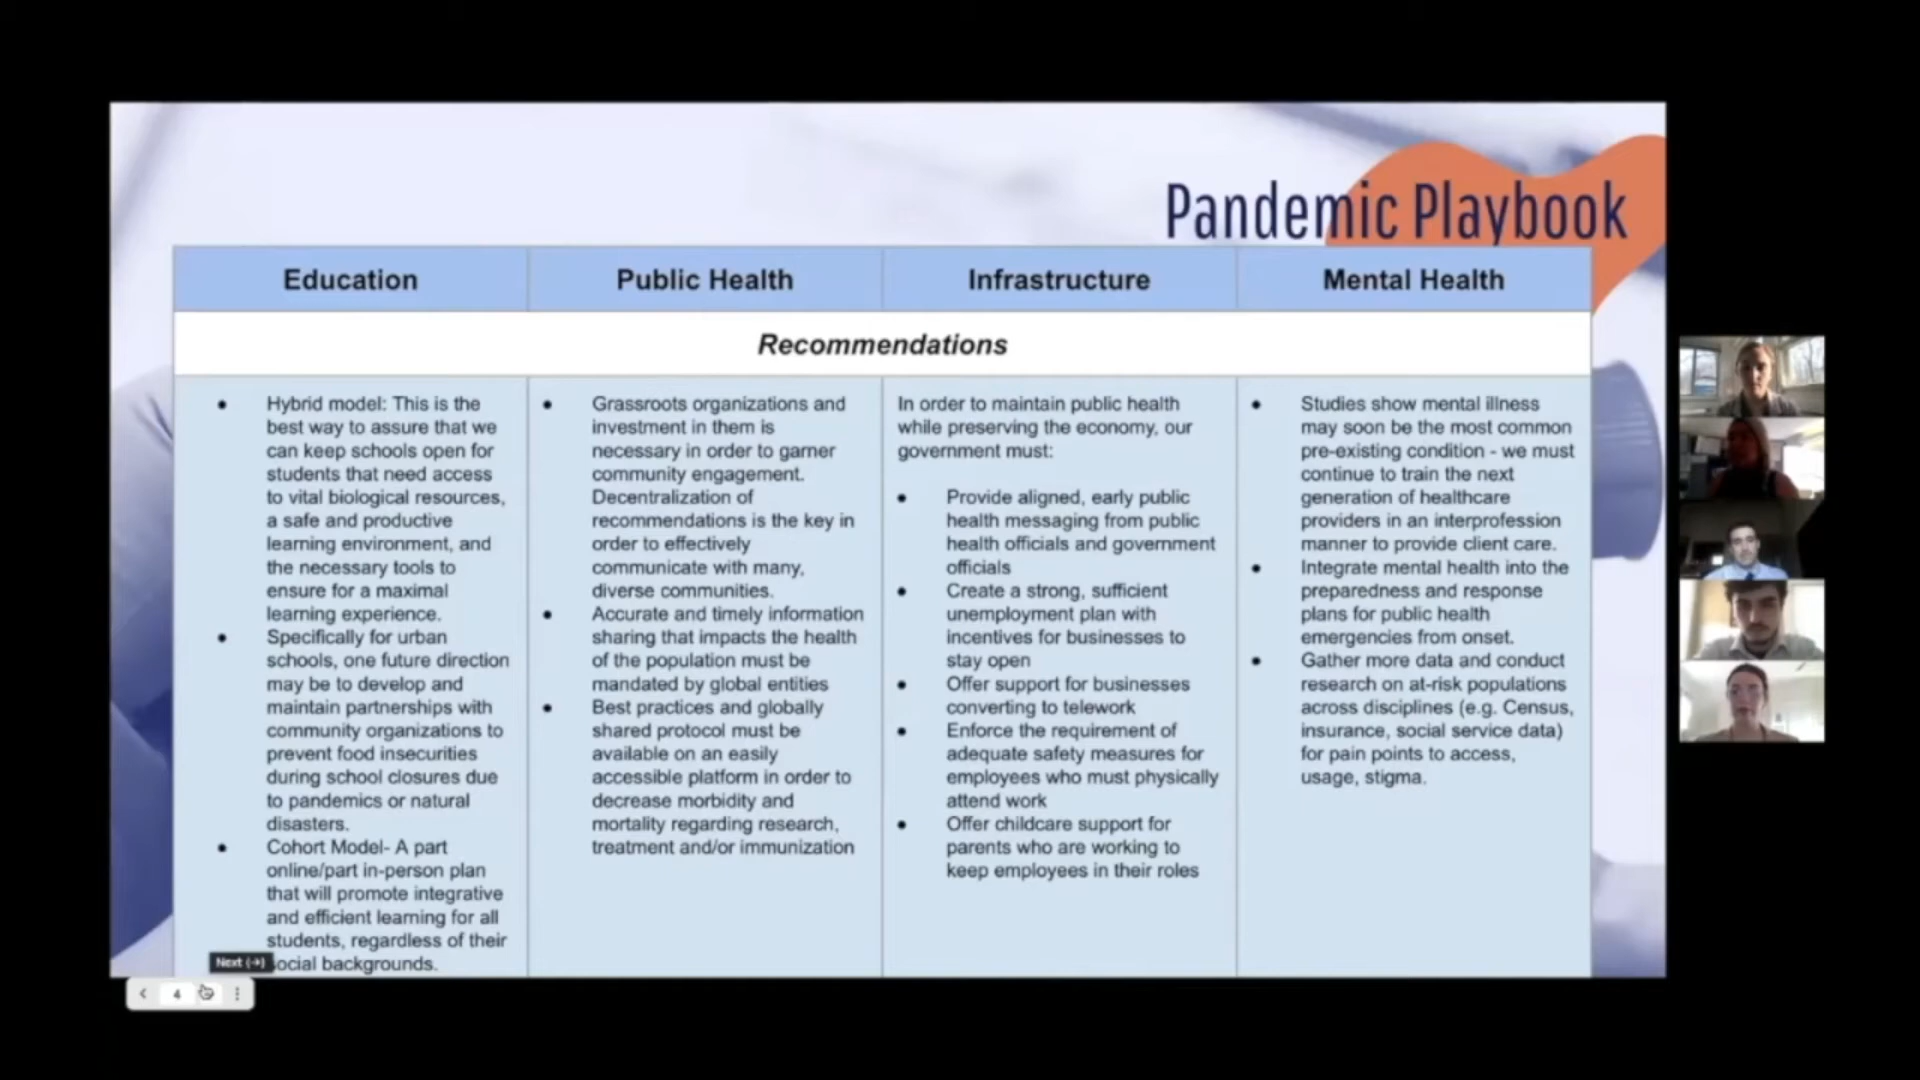 Pandemic Playbook
Education
Public Health
Infrastructure
Mental Health
Recommendations
Hybrid model: This is the
best way to assure that we
can keep schools open for
students that need access
to vital biological resources,
a safe and productive
learning environment, and
the necessary tools to
ensure for a maximal
learning experience.
Specifically for urban
schools, one future direction
may be to develop and
maintain partnerships with
community organizations to
prevent food insecurities
during school closures due
to pandemics or natural
disasters.
Cohort Model- A part
online/part in-person plan
that will promote integrative
and efficient learning for all
students, regardless of their
social backgrounds.
Grassroots organizations and
investment in them is
necessary in order to garner
community engagement.
Decentralization of
recommendations is the key in
order to effectively
communicate with many,
diverse communities.
Accurate and timely information
sharing that impacts the health
of the population must be
mandated by global entities
Best practices and globally
shared protocol must be
available on an easily
accessible platform in order to
decrease morbidity and
mortality regarding research,
treatment and/or immunization
In order to maintain public health
while preserving the economy, our
government must:
Provide aligned, early public
health messaging from public
health officials and government
officials
Create a strong, sufficient
unemployment plan with
incentives for businesses to
stay open
Offer support for businesses
converting to telework
Enforce the requirement of
adequate safety measures for
employees who must physically
attend work
Offer childcare support for
parents who are working to
keep employees in their roles
Studies show mental illness
may soon be the most common
pre-existing condition - we must
continue to train the next
generation of healthcare
providers in an interprofession
manner to provide client care.
Integrate mental health into the
preparedness and response
plans for public health
emergencies from onset.
Gather more data and conduct
research on at-risk populations
across disciplines (e.g. Census,
insurance, social service data)
for pain points to access,
usage, stigma.
Next (→)
4